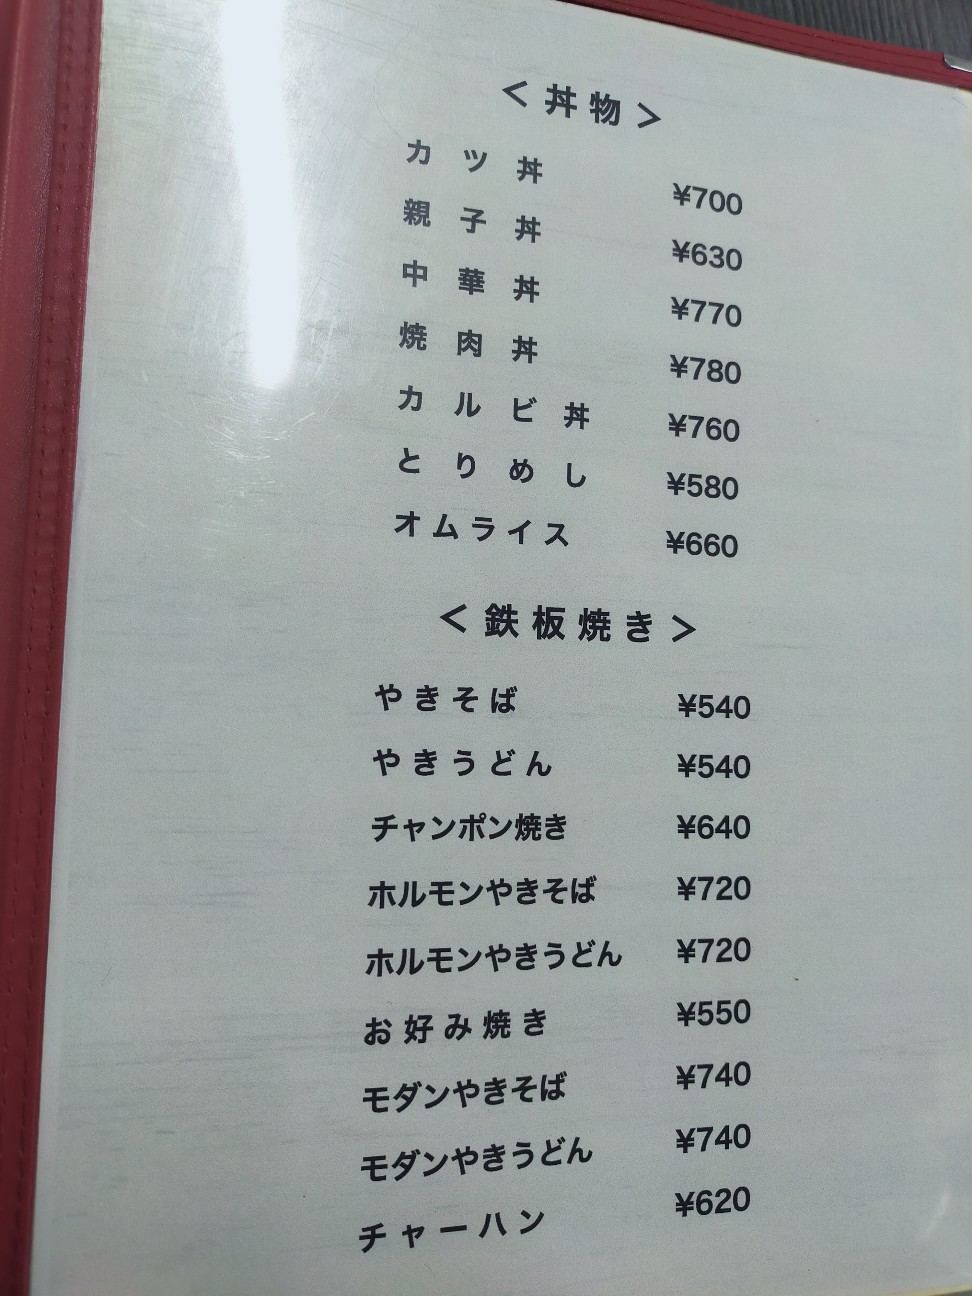 ＜丼物＞
カツ丼 ¥700
親子丼 ¥630
中華丼 ¥770
焼肉丼 ¥780
カルビ丼 ¥760
とりめし ¥580
オムライス ¥660
＜鉄板焼き＞
やきそば ¥540
やきうどん ¥540
チャンポン焼き ¥640
ホルモンやきそば ¥720
ホルモンやきうどん ¥720
お好み焼き ¥550
モダンやきそば ¥740
モダンやきうどん ¥740
チャーハン ¥620